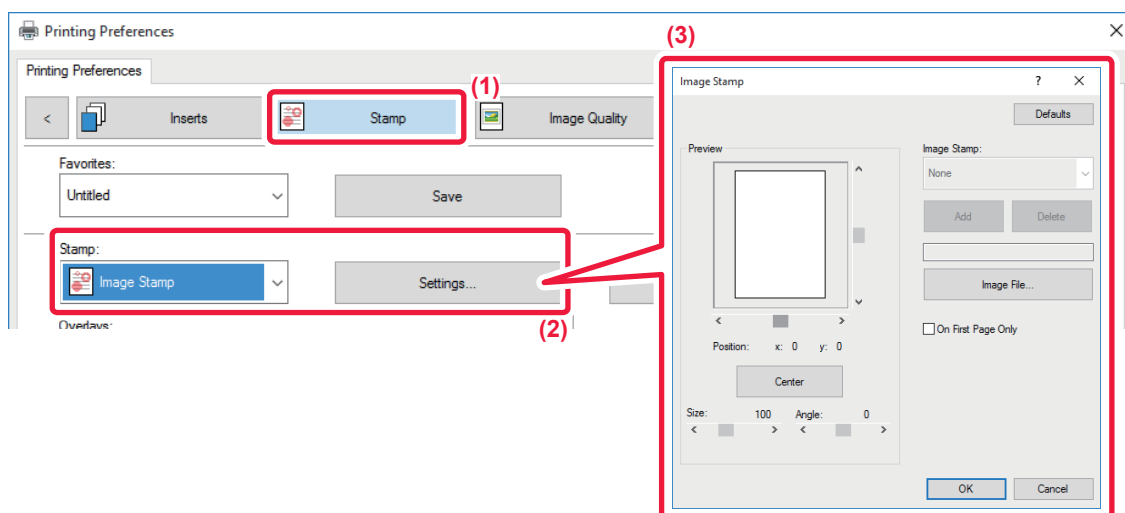 Printing Preferences
(3)
Printing Preferences
(1)
<
Inserts
Stamp
Image Quality
Favorites:
Untitled
Save
Stamp:
Image Stamp
Settings...
(2)
Image Stamp
?
Defaults
Preview
Image Stamp:
None
Add
Delete
Image File...
On First Page Only
Position: x: 0 y: 0
Center
Size: 100 Angle: 0
OK
Cancel